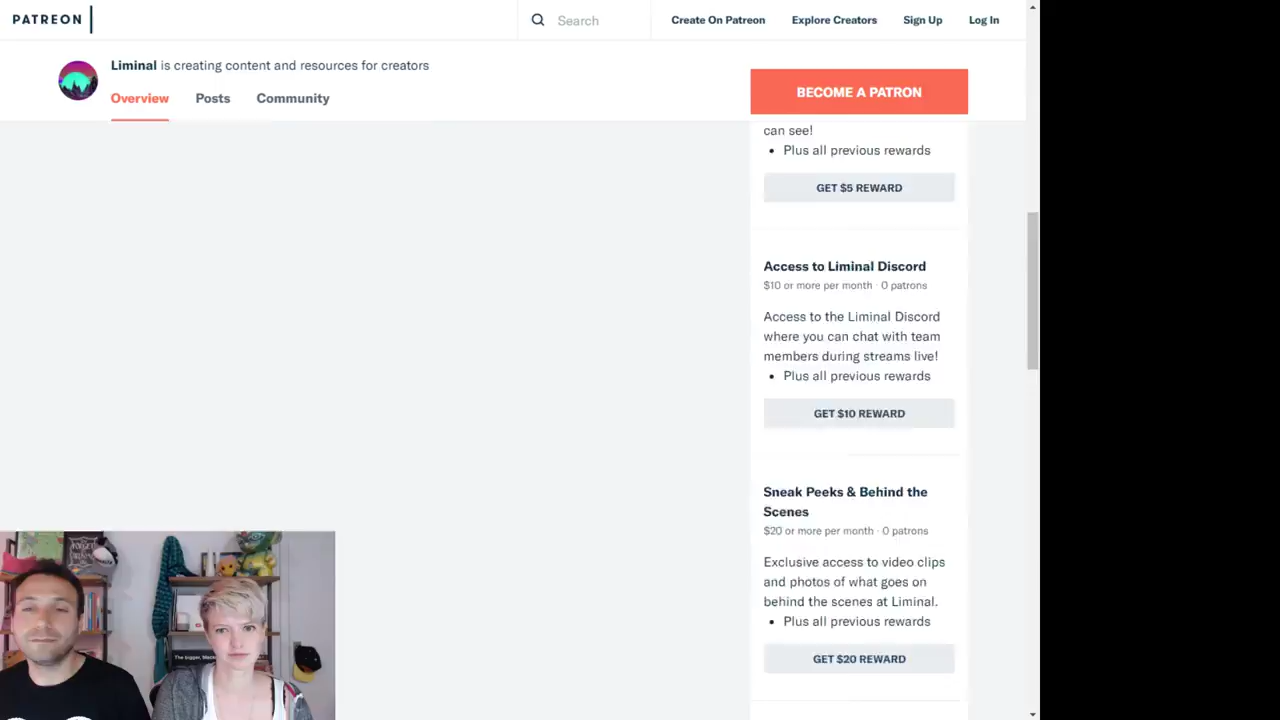 PATREON
Search
Create On Patreon
Explore Creators
Sign Up
Log In
Liminal is creating content and resources for creators
Overview
Posts
Community
BECOME A PATRON
can see!
• Plus all previous rewards
GET $5 REWARD
Access to Liminal Discord
$10 or more per month · 0 patrons
Access to the Liminal Discord
where you can chat with team
members during streams live!
• Plus all previous rewards
GET $10 REWARD
Sneak Peeks & Behind the
Scenes
$20 or more per month · 0 patrons
Exclusive access to video clips
and photos of what goes on
behind the scenes at Liminal.
• Plus all previous rewards
GET $20 REWARD
The bigger,